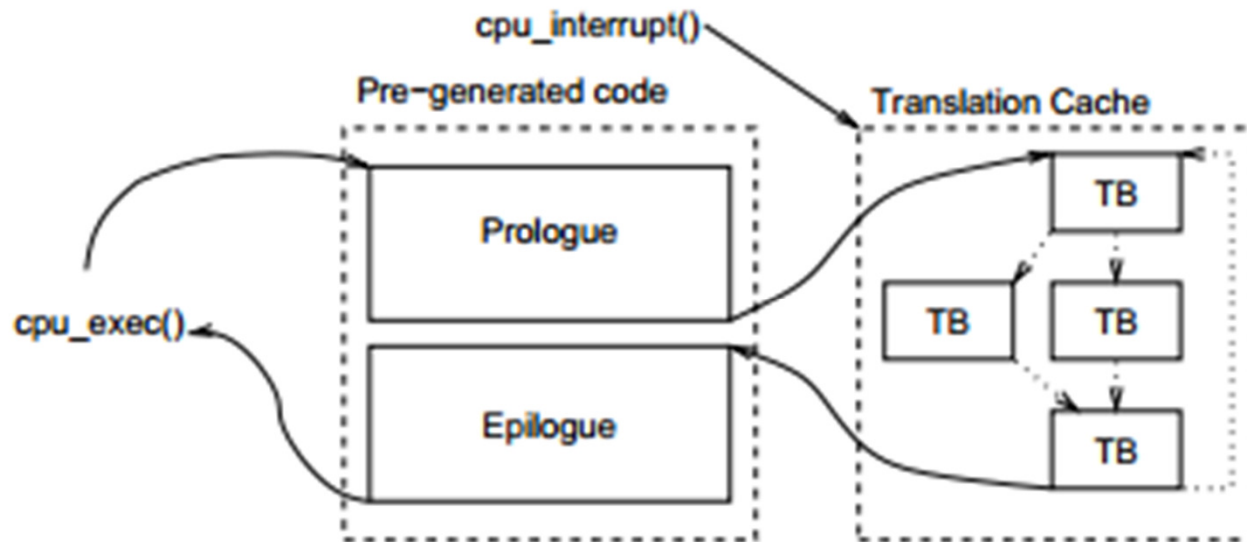 cpu_interrupt()
Pre-generated code
Translation Cache
Prologue
TB
cpu_exec()
TB
TB
Epilogue
TB